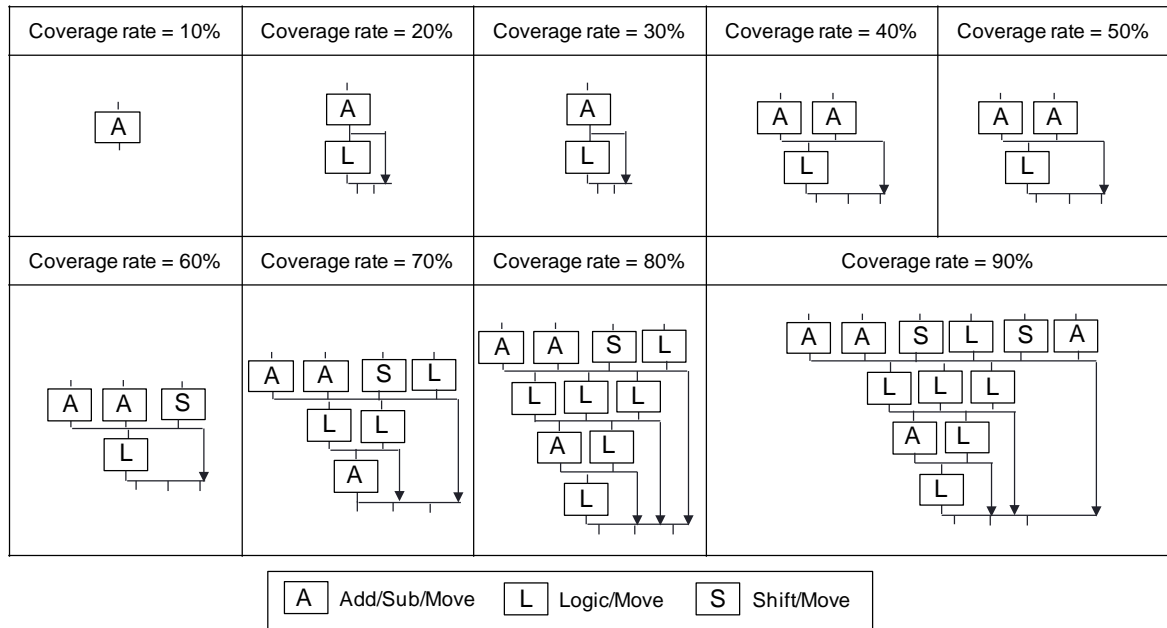 Coverage rate = 10%
Coverage rate = 20%
Coverage rate = 30%
Coverage rate = 40%
Coverage rate = 50%
A
A
L
A
L
A A
L
A A
L
Coverage rate = 60%
Coverage rate = 70%
Coverage rate = 80%
Coverage rate = 90%
A A S
L
A A S L
L L
A
A A S L
L L L
A L
L
A A S L S A
L L L
A L
L
A Add/Sub/Move L Logic/Move S Shift/Move